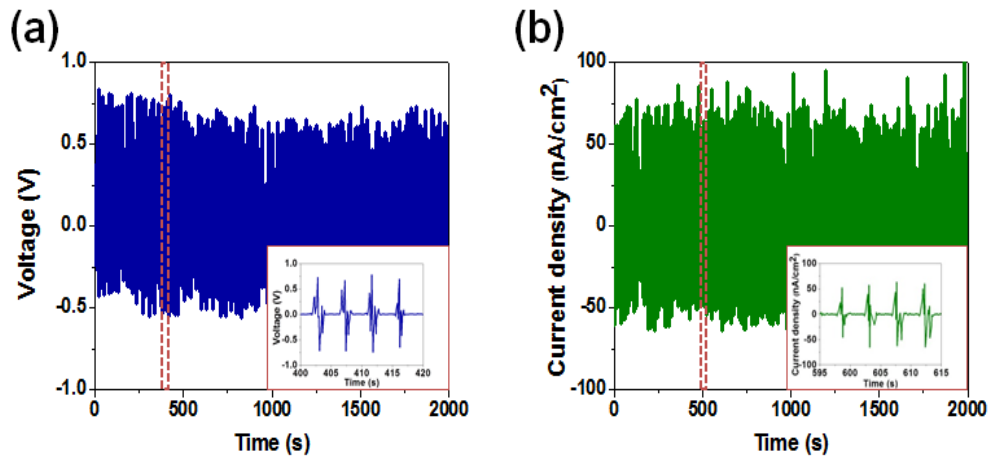 (a)
1.0
0.5
0.0
-0.5
-1.0
Voltage (V)
0 500 1000 1500 2000
Time (s)
1.0
0.5
0.0
-0.5
-1.0
Voltage (V)
400 405 410 415 420
Time (s)
(b)
100
50
0
-50
-100
Current density (nA/cm2)
0 500 1000 1500 2000
Time (s)
100
50
0
-50
-100
Current density (nA/cm2)
595 600 605 610 615
Time (s)